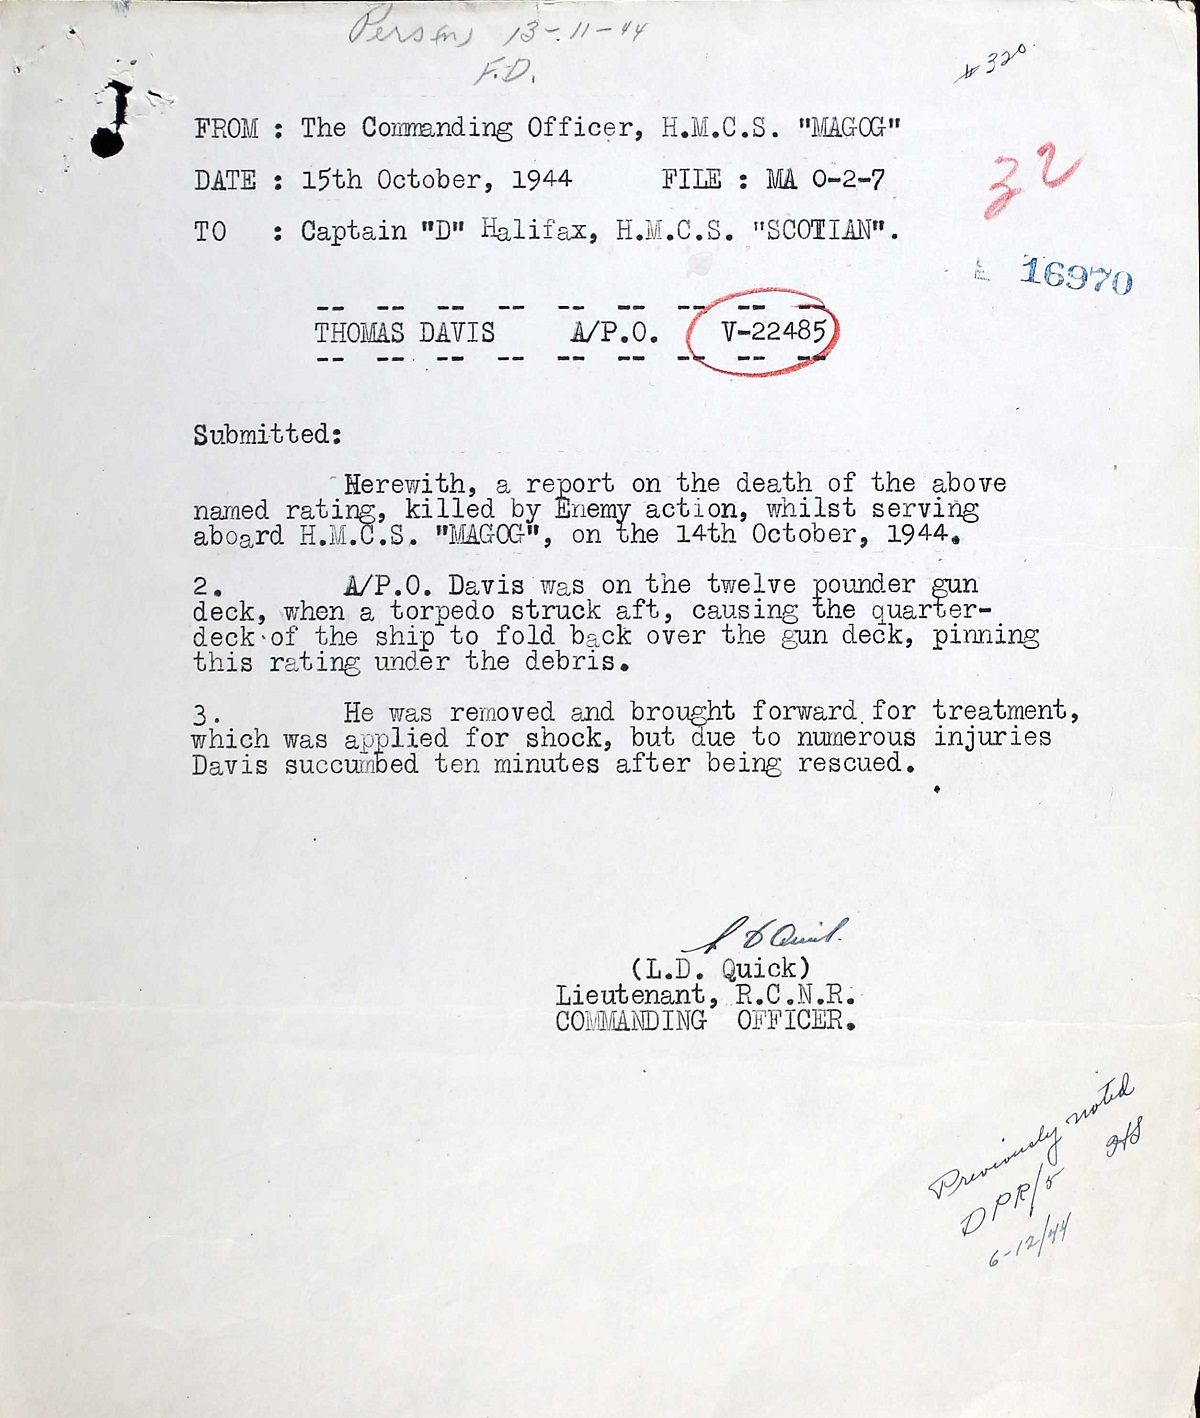 Persons 13-11-44
F.D.
# 320.
FROM : The Commanding Officer, H.M.C.S. "MAGOG"
32
DATE : 15th October, 1944 FILE : MA 0-2-7
TO : Captain "D" Halifax, H.M.C.S. "SCOTIAN".
16970
-- -- -- -- -- -- -- -- --
THOMAS DAVIS A/P.O. V-22485
-- -- -- -- -- -- -- -- --
Submitted:
Herewith, a report on the death of the above
named rating, killed by Enemy action, whilst serving
aboard H.M.C.S. "MAGOG", on the 14th October, 1944.
2. A/P.O. Davis was on the twelve pounder gun
deck, when a torpedo struck aft, causing the quarter-
deck of the ship to fold back over the gun deck, pinning
this rating under the debris.
3. He was removed and brought forward for treatment,
which was applied for shock, but due to numerous injuries
Davis succumbed ten minutes after being rescued.
(L.D. Quick)
Lieutenant, R.C.N.R.
COMMANDING OFFICER.
Previously noted
DPR/5
6-12/44